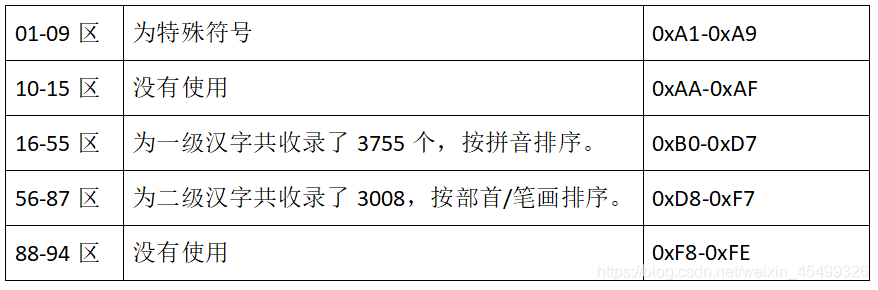 01-09 区 为特殊符号 0xA1-0xA9
10-15 区 没有使用 0xAA-0xAF
16-55 区 为一级汉字共收录了 3755 个，按拼音排序。 0xB0-0xD7
56-87 区 为二级汉字共收录了 3008，按部首/笔画排序。 0xD8-0xF7
88-94 区 没有使用 0xF8-0xFE
https://blog.csdn.net/weixin_45499326